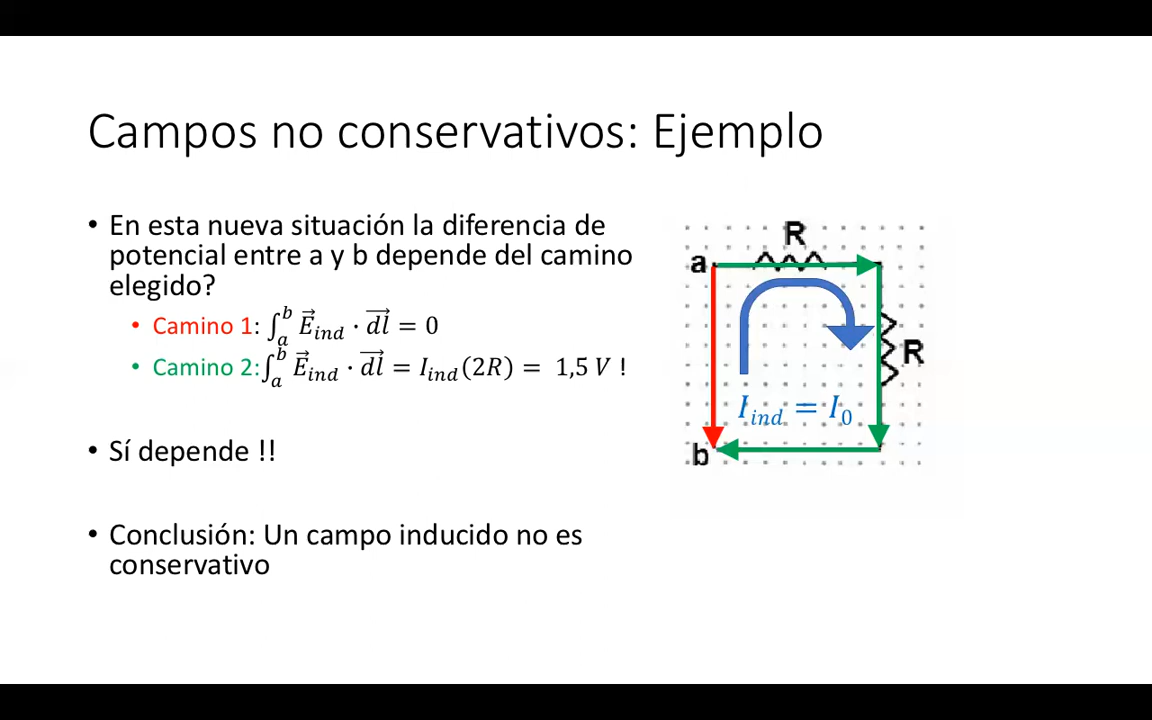 Campos no conservativos: Ejemplo
• En esta nueva situación la diferencia de
potencial entre a y b depende del camino
elegido?
• Camino 1: ∫ₐᵇ E⃗ᵢₙd · d⃗l = 0
• Camino 2: ∫ₐᵇ E⃗ᵢₙd · d⃗l = Iᵢₙd(2R) = 1,5 V !
• Sí depende !!
• Conclusión: Un campo inducido no es
conservativo
R
a
R
Iᵢₙd = I₀
b